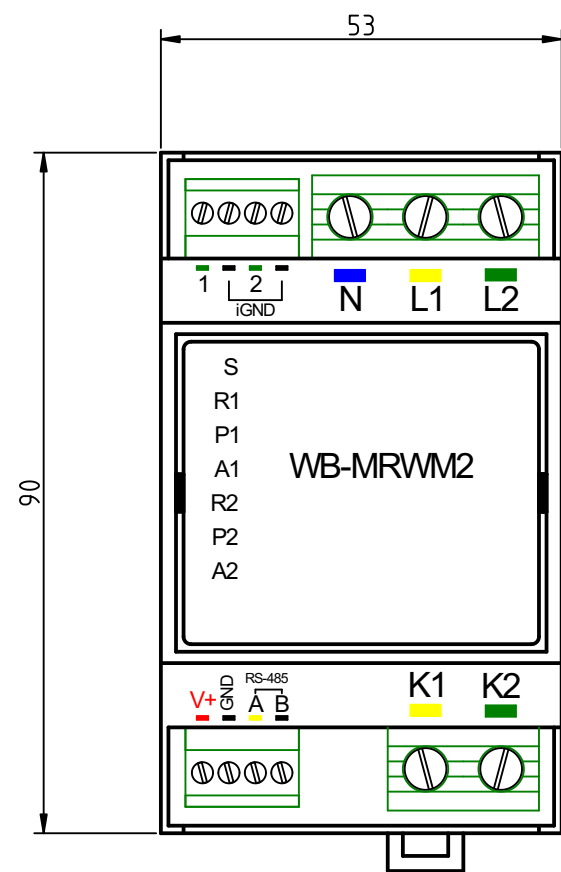 53
90
1 2
iGND
N L1 L2
S
R1
P1
A1
R2
P2
A2
WB-MRWM2
RS-485
V+ GND A B
K1 K2